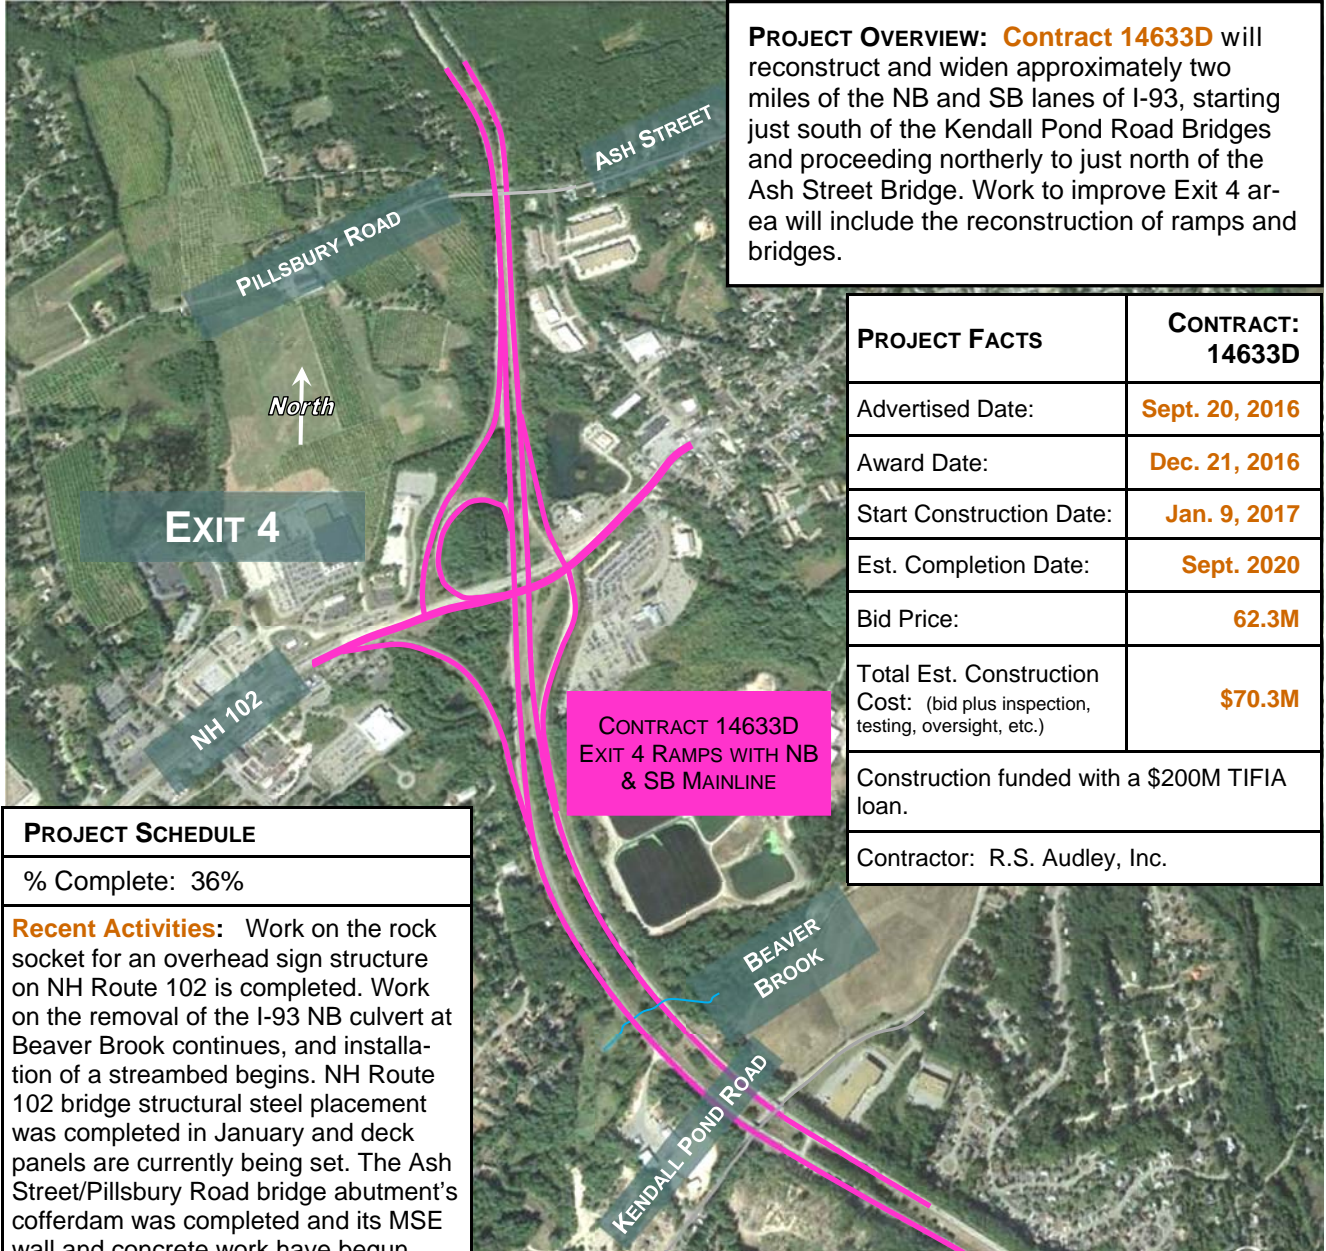 PROJECT OVERVIEW: Contract 14633D will
reconstruct and widen approximately two
miles of the NB and SB lanes of I-93, starting
just south of the Kendall Pond Road Bridges
and proceeding northerly to just north of the
Ash Street Bridge. Work to improve Exit 4 ar-
ea will include the reconstruction of ramps and
bridges.
ASH STREET
PILLSBURY ROAD
North
EXIT 4
NH 102
CONTRACT 14633D
EXIT 4 RAMPS WITH NB
& SB MAINLINE
BEAVER
BROOK
KENDALL POND ROAD
PROJECT FACTS
CONTRACT:
14633D
Advertised Date: Sept. 20, 2016
Award Date: Dec. 21, 2016
Start Construction Date: Jan. 9, 2017
Est. Completion Date: Sept. 2020
Bid Price: 62.3M
Total Est. Construction
Cost: (bid plus inspection,
testing, oversight, etc.)
$70.3M
Construction funded with a $200M TIFIA
loan.
Contractor: R.S. Audley, Inc.
PROJECT SCHEDULE
% Complete: 36%
Recent Activities: Work on the rock
socket for an overhead sign structure
on NH Route 102 is completed. Work
on the removal of the I-93 NB culvert at
Beaver Brook continues, and installa-
tion of a streambed begins. NH Route
102 bridge structural steel placement
was completed in January and deck
panels are currently being set. The Ash
Street/Pillsbury Road bridge abutment's
cofferdam was completed and its MSE
wall and concrete work have begun